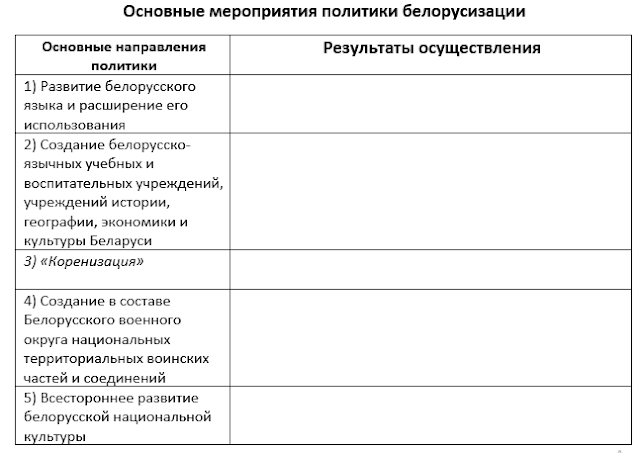 Основные мероприятия политики белорусизации
Основные направления
политики
Результаты осуществления
1) Развитие белорусского
языка и расширение его
использования
2) Создание белорусско-
язычных учебных и
воспитательных учреждений,
учреждений истории,
географии, экономики и
культуры Беларуси
3) «Коренизация»
4) Создание в составе
Белорусского военного
округа национальных
территориальных воинских
частей и соединений
5) Всестороннее развитие
белорусской национальной
культуры